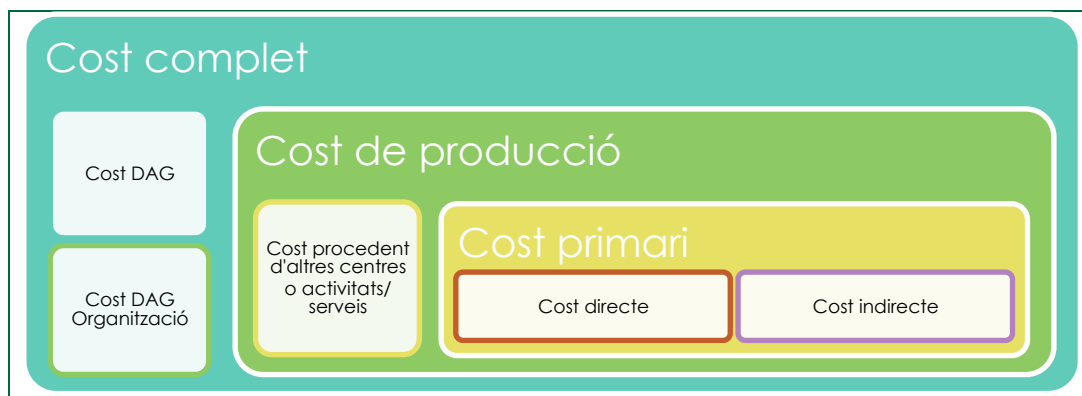 Cost complet
Cost DAG
Cost DAG
Organització
Cost de producció
Cost procedent
d'altres centres
o activitats/
serveis
Cost primari
Cost directe
Cost indirecte